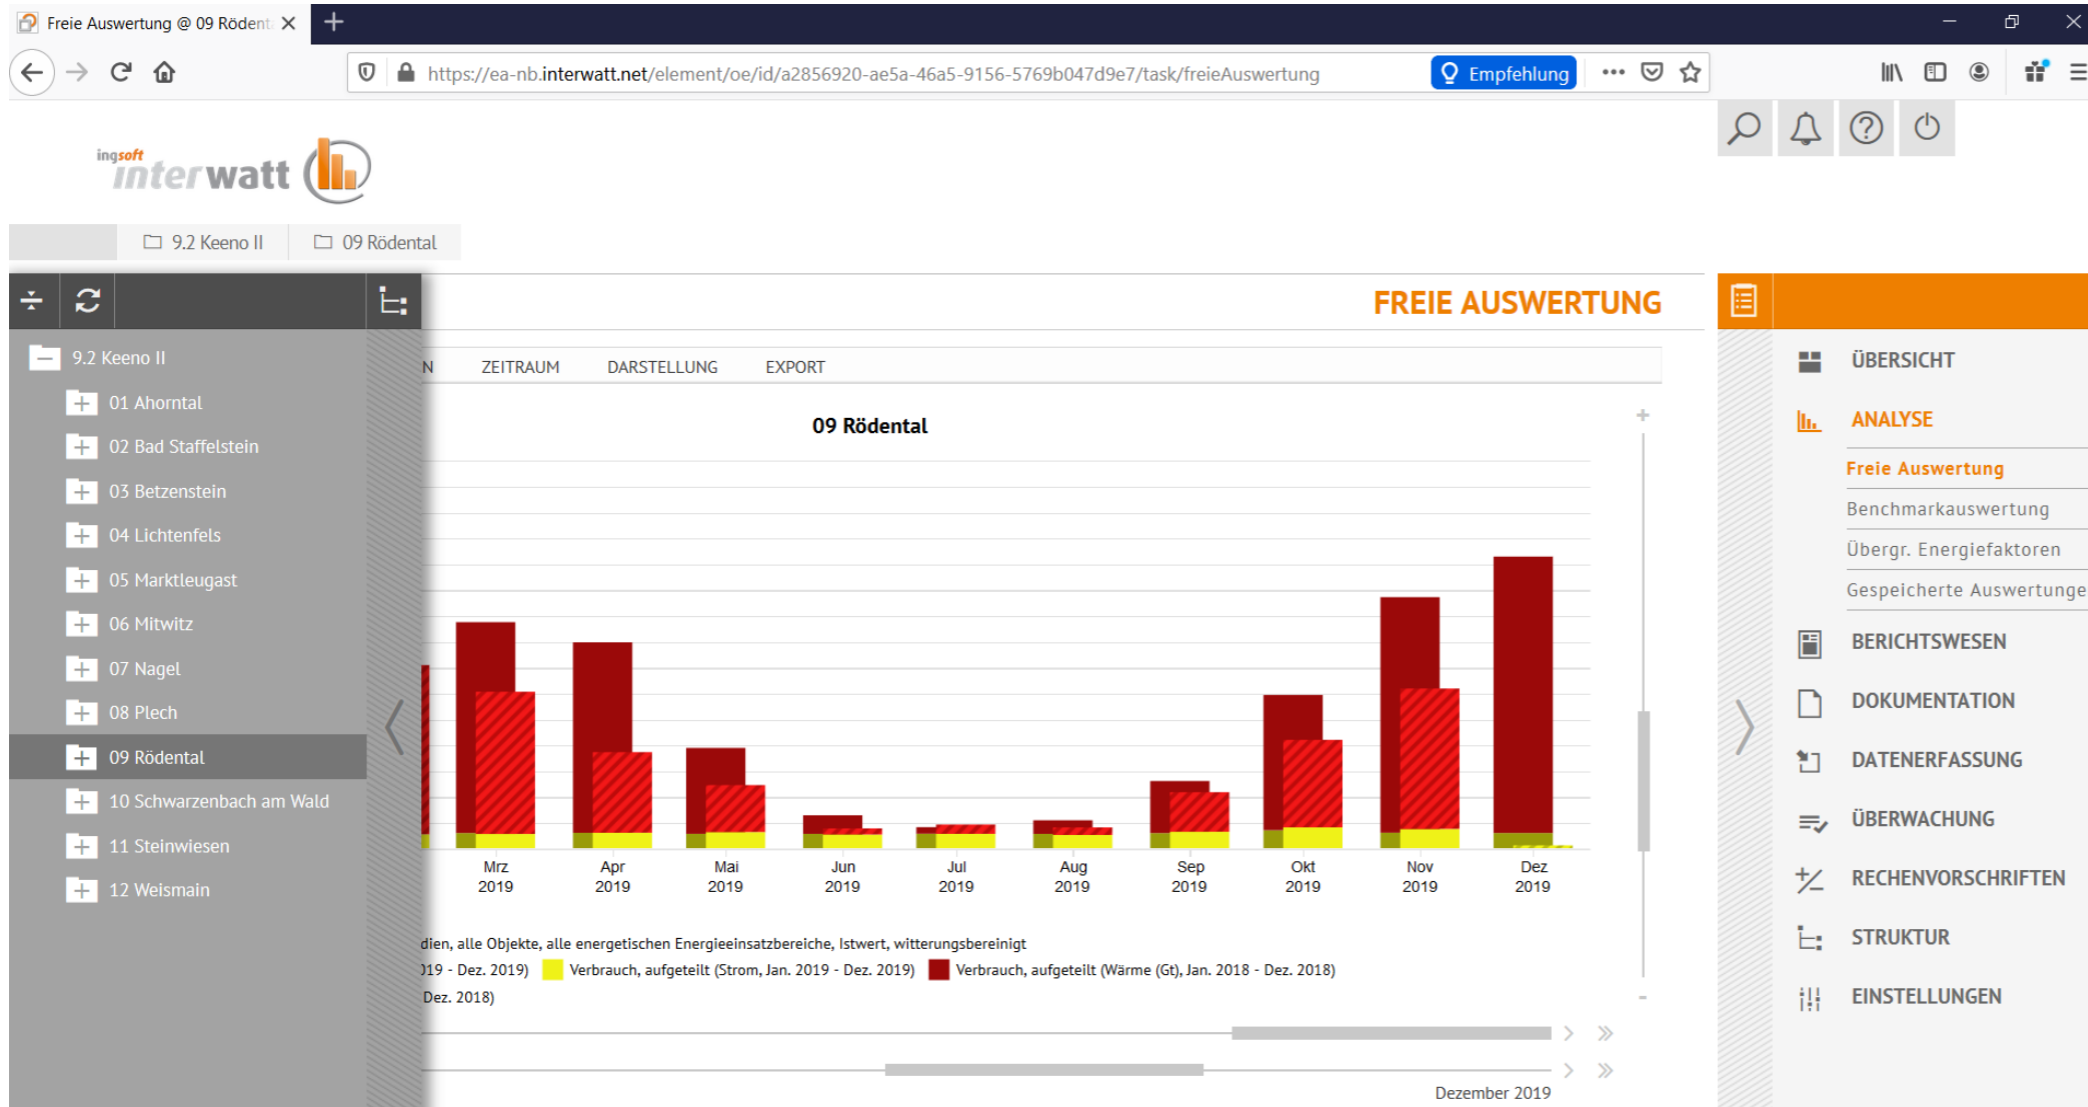 Freie Auswertung @ 09 Rödent
https://ea-nb.interwatt.net/element/oe/id/a2856920-ae5a-46a5-9156-5769b047d9e7/task/freieAuswertung
Empfehlung
ingsoft
interwatt
9.2 Keeno II
09 Rödental
FREIE AUSWERTUNG
9.2 Keeno II
01 Ahorntal
02 Bad Staffelstein
03 Betzenstein
04 Lichtenfels
05 Marktleugast
06 Mitwitz
07 Nagel
08 Plech
09 Rödental
10 Schwarzenbach am Wald
11 Steinwiesen
12 Weismain
N ZEITRAUM DARSTELLUNG EXPORT
09 Rödental
Mrz Apr Mai Jun Jul Aug Sep Okt Nov Dez
2019 2019 2019 2019 2019 2019 2019 2019 2019 2019
dien, alle Objekte, alle energetischen Energieeinsatzbereiche, Istwert, witterungsbereinigt
019 - Dez. 2019) Verbrauch, aufgeteilt (Strom, Jan. 2019 - Dez. 2019) Verbrauch, aufgeteilt (Wärme (Gt), Jan. 2018 - Dez. 2018)
Dez. 2018)
Dezember 2019
ÜBERSICHT
ANALYSE
Freie Auswertung
Benchmarkauswertung
Übergr. Energiefaktoren
Gespeicherte Auswertunge
BERICHTSWESEN
DOKUMENTATION
DATENERFASSUNG
ÜBERWACHUNG
RECHENVORSCHRIFTEN
STRUKTUR
EINSTELLUNGEN